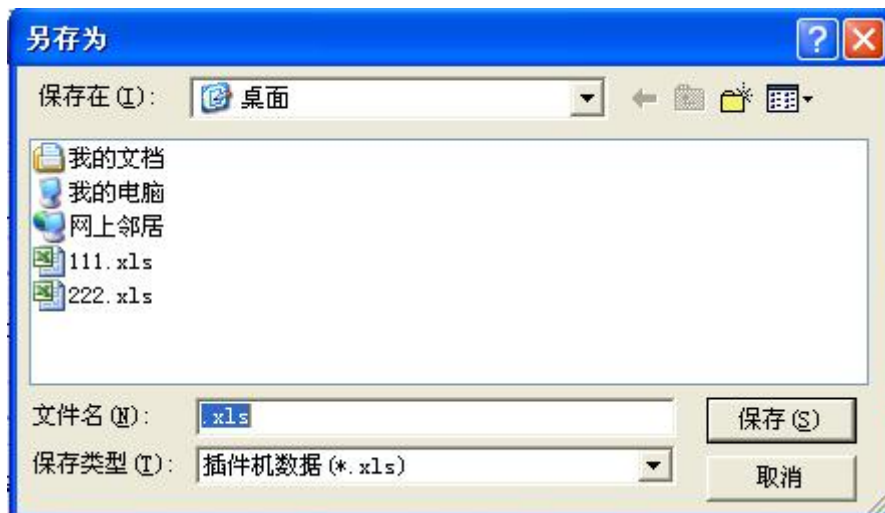 另存为
保存在(I):
桌面
我的文档
我的电脑
网上邻居
111.xls
222.xls
文件名(N):
.xls
保存(S)
保存类型(T):
插件机数据(*.xls)
取消